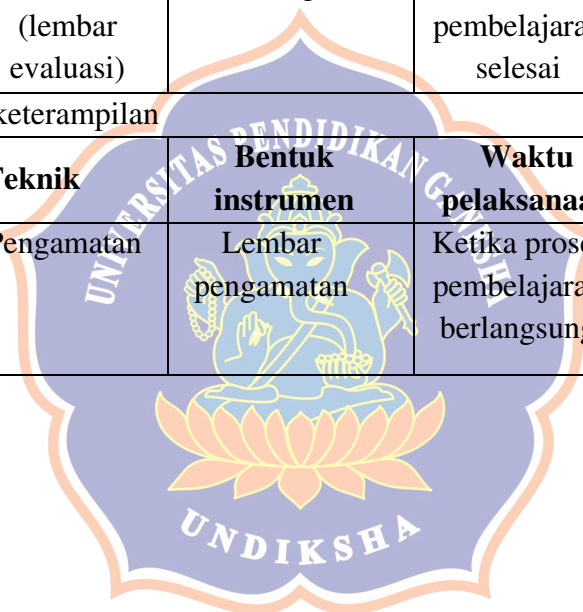 (lembar
evaluasi)
pembelajara
selesai
keterampilan
Teknik
Bentuk
instrumen
Waktu
pelaksanaa
Pengamatan
Lembar
pengamatan
Ketika prose
pembelajara
berlangsung
UNIVERSITAS PENDIDIKAN GANESHA
UNDIKSHA